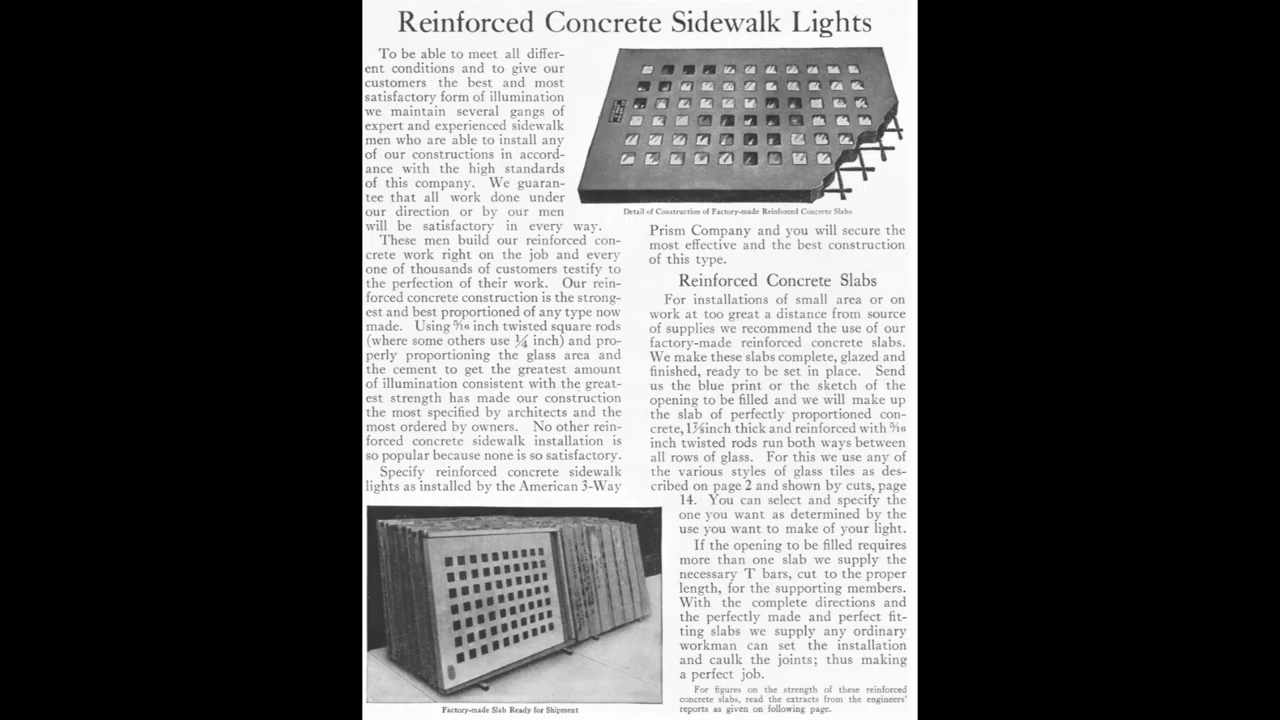 Reinforced Concrete Sidewalk Lights
To be able to meet all differ-
ent conditions and to give our
customers the best and most
satisfactory form of illumination
we maintain several gangs of
expert and experienced sidewalk
men who are able to install any
of our constructions in accord-
ance with the high standards
of this company. We guaran-
tee that all work done under
our direction or by our men
will be satisfactory in every way.
These men build our reinforced con-
crete work right on the job and every
one of thousands of customers testify to
the perfection of their work. Our rein-
forced concrete construction is the strong-
est and best proportioned of any type now
made. Using 5/16 inch twisted square rods
(where some others use 1/4 inch) and pro-
perly proportioning the glass area and
the cement to get the greatest amount
of illumination consistent with the great-
est strength has made our construction
the most specified by architects and the
most ordered by owners. No other rein-
forced concrete sidewalk installation is
so popular because none is so satisfactory.
Specify reinforced concrete sidewalk
lights as installed by the American 3-Way
Factory-made Slab Ready for Shipment
Detail of Construction of Factory-made Reinforced Concrete Slabs
Prism Company and you will secure the
most effective and the best construction
of this type.
Reinforced Concrete Slabs
For installations of small area or on
work at too great a distance from source
of supplies we recommend the use of our
factory-made reinforced concrete slabs.
We make these slabs complete, glazed and
finished, ready to be set in place. Send
us the blue print or the sketch of the
opening to be filled and we will make up
the slab of perfectly proportioned con-
crete, 1⅞ inch thick and reinforced with 5/16
inch twisted rods run both ways between
all rows of glass. For this we use any of
the various styles of glass tiles as des-
cribed on page 2 and shown by cuts, page
14. You can select and specify the
one you want as determined by the
use you want to make of your light.
If the opening to be filled requires
more than one slab we supply the
necessary T bars, cut to the proper
length, for the supporting members.
With the complete directions and
the perfectly made and perfect fit-
ting slabs we supply any ordinary
workman can set the installation
and caulk the joints; thus making
a perfect job.
For figures on the strength of these reinforced
concrete slabs, read the extracts from the engineers'
reports as given on following page.